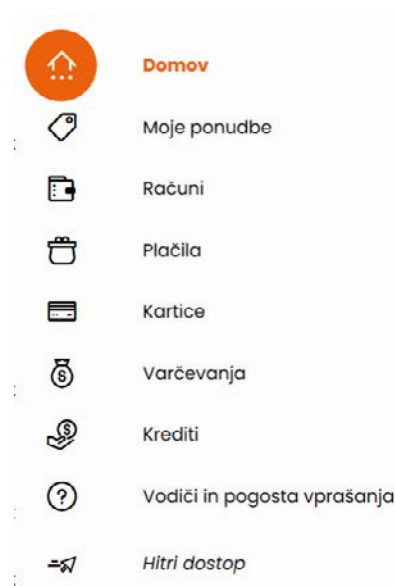 Domov
Moje ponudbe
Računi
Plačila
Kartice
Varčevanja
Krediti
Vodiči in pogosta vprašanja
Hitri dostop